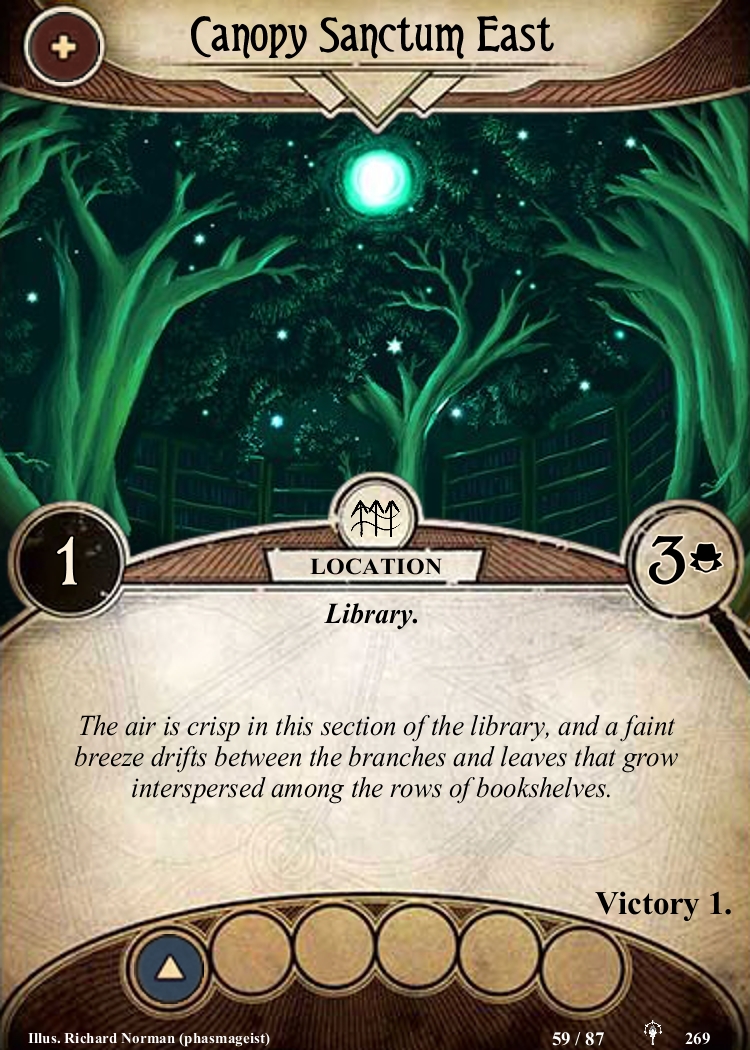 Canopy Sanctum East
1
LOCATION
3
Library.
The air is crisp in this section of the library, and a faint
breeze drifts between the branches and leaves that grow
interspersed among the rows of bookshelves.
Victory 1.
Illus. Richard Norman (phasmageist)
59 / 87
269